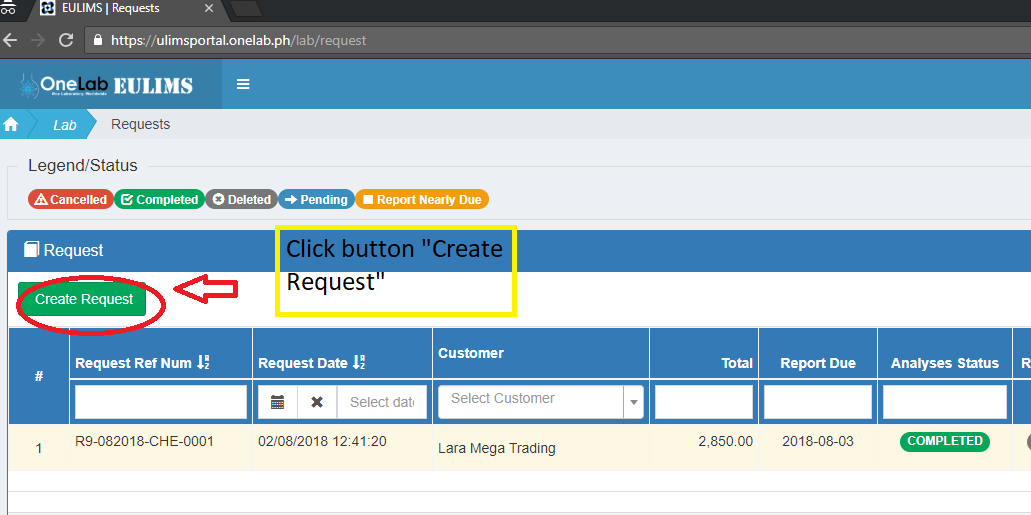 EULIMS | Requests
https://ulimsportal.onelab.ph/lab/request
OneLab EULIMS
One Laboratory Worldwide
Lab Requests
Legend/Status
Cancelled Completed Deleted Pending Report Nearly Due
Request
Click button "Create
Request"
Create Request
# Request Ref Num Request Date Customer Total Report Due Analyses Status R
Select date Select Customer
1 R9-082018-CHE-0001 02/08/2018 12:41:20 Lara Mega Trading 2,850.00 2018-08-03 COMPLETED